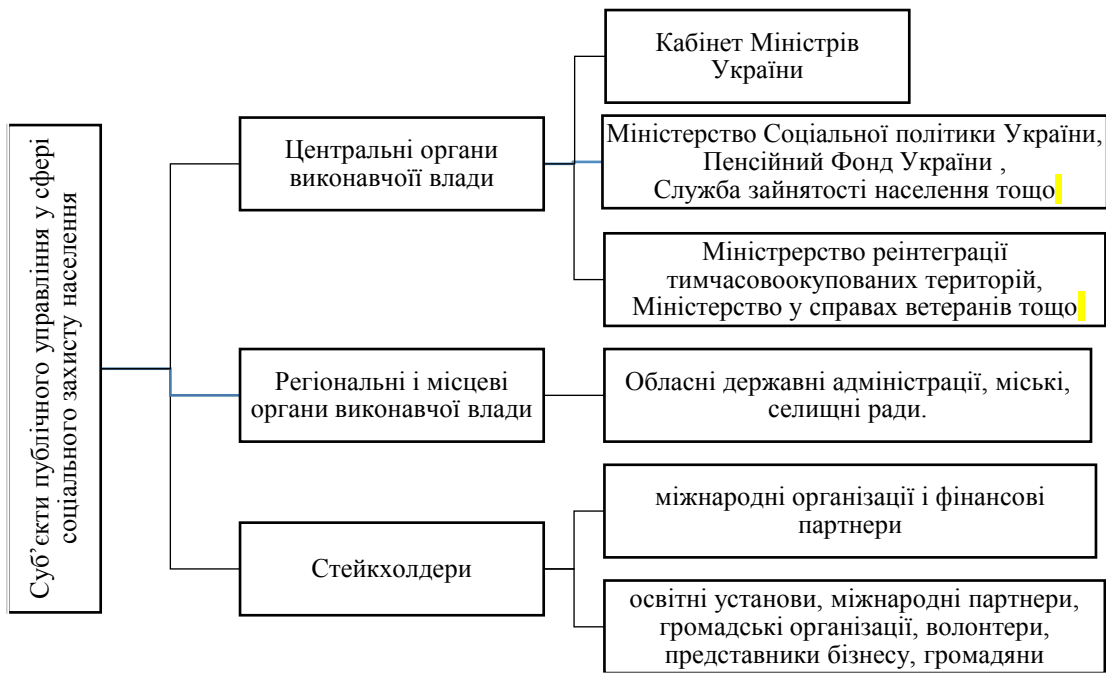 Суб’єкти публічного управління у сфері
соціального захисту населення
Центральні органи
виконавчоїї влади
Кабінет Міністрів
України
Міністерство Соціальної політики України,
Пенсійний Фонд України ,
Служба зайнятості населення тощо
Міністрерство реінтеграції
тимчасовоокупованих територій,
Міністерство у справах ветеранів тощо
Регіональні і місцеві
органи виконавчої влади
Обласні державні адміністрації, міські,
селищні ради.
Стейкхолдери
міжнародні організації і фінансові
партнери
освітні установи, міжнародні партнери,
громадські організації, волонтери,
представники бізнесу, громадяни